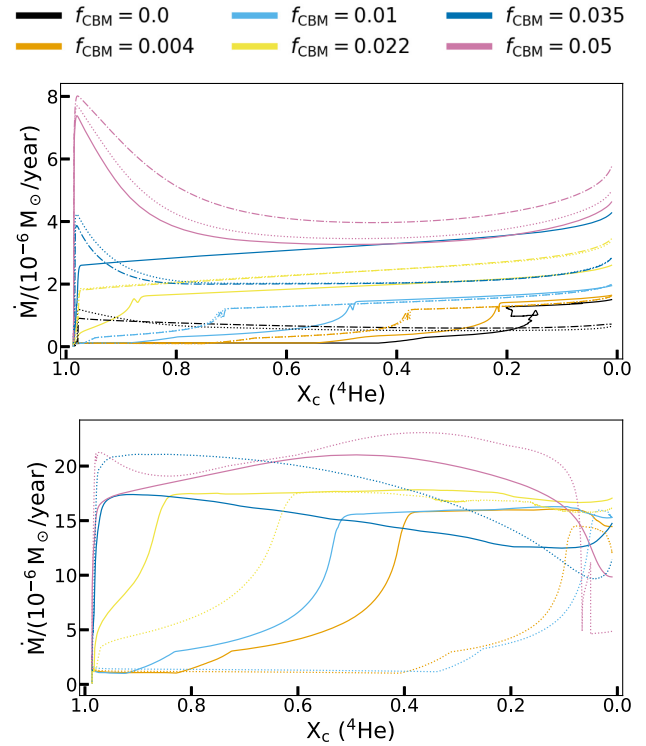 f_CBM = 0.0 f_CBM = 0.01 f_CBM = 0.035
f_CBM = 0.004 f_CBM = 0.022 f_CBM = 0.05
8
6
4
2
0
Ṁ/(10⁻⁶ M⊙/year)
1.0 0.8 0.6 0.4 0.2 0.0
X_c (⁴He)
20
15
10
5
0
Ṁ/(10⁻⁶ M⊙/year)
1.0 0.8 0.6 0.4 0.2 0.0
X_c (⁴He)